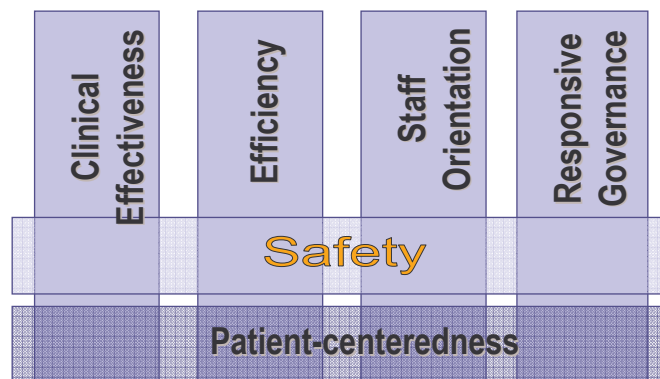 Clinical
Effectiveness
Efficiency
Staff
Orientation
Responsive
Governance
Safety
Patient-centeredness